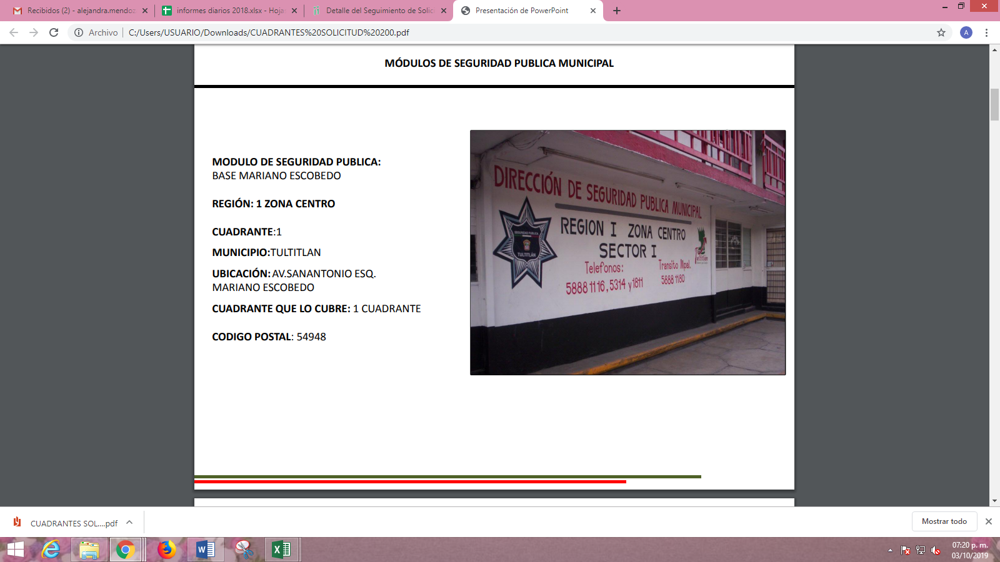 Recibidos (2) - alejandra.mendoz
informes diarios 2018.xlsx - Hoja
Detalle del Seguimiento de Solic
Presentación de PowerPoint
Archivo
C:/Users/USUARIO/Downloads/CUADRANTES%20SOLICITUD%20200.pdf
A
MÓDULOS DE SEGURIDAD PUBLICA MUNICIPAL
MODULO DE SEGURIDAD PUBLICA:
BASE MARIANO ESCOBEDO
REGIÓN: 1 ZONA CENTRO
CUADRANTE:1
MUNICIPIO:TULTITLAN
UBICACIÓN: AV.SANANTONIO ESQ.
MARIANO ESCOBEDO
CUADRANTE QUE LO CUBRE: 1 CUADRANTE
CODIGO POSTAL: 54948
DIRECCIÓN DE SEGURIDAD PUBLICA MUNICIPAL
REGION I ZONA CENTRO
SECTOR I
SEGURIDAD PUBLICA
TULTITLÁN
Telefonos:
5888 11 16, 5314 y 1811
Transito Mpal.
5888 1180
CUADRANTES SOL....pdf
Mostrar todo
07:20 p. m.
03/10/2019